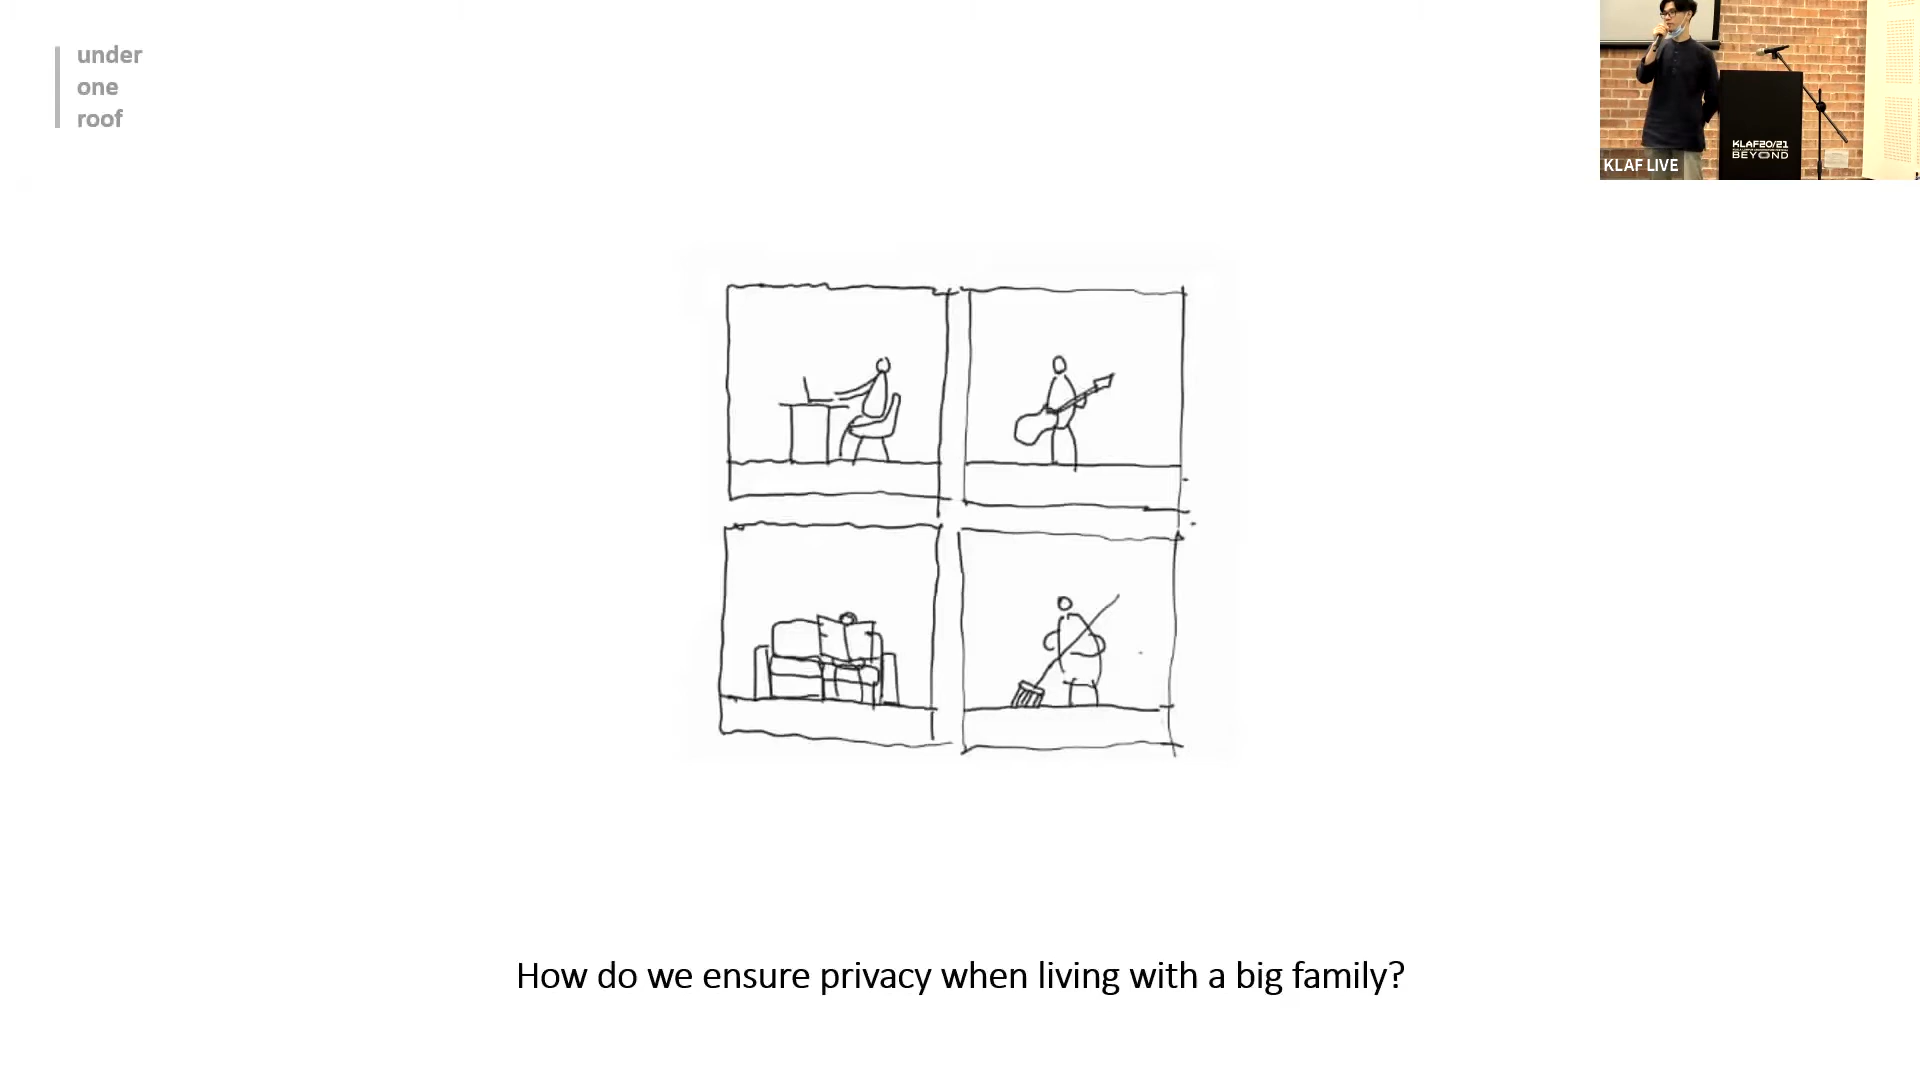 under
one
roof
KLAF20/21
BEYOND
KLAF LIVE
How do we ensure privacy when living with a big family?